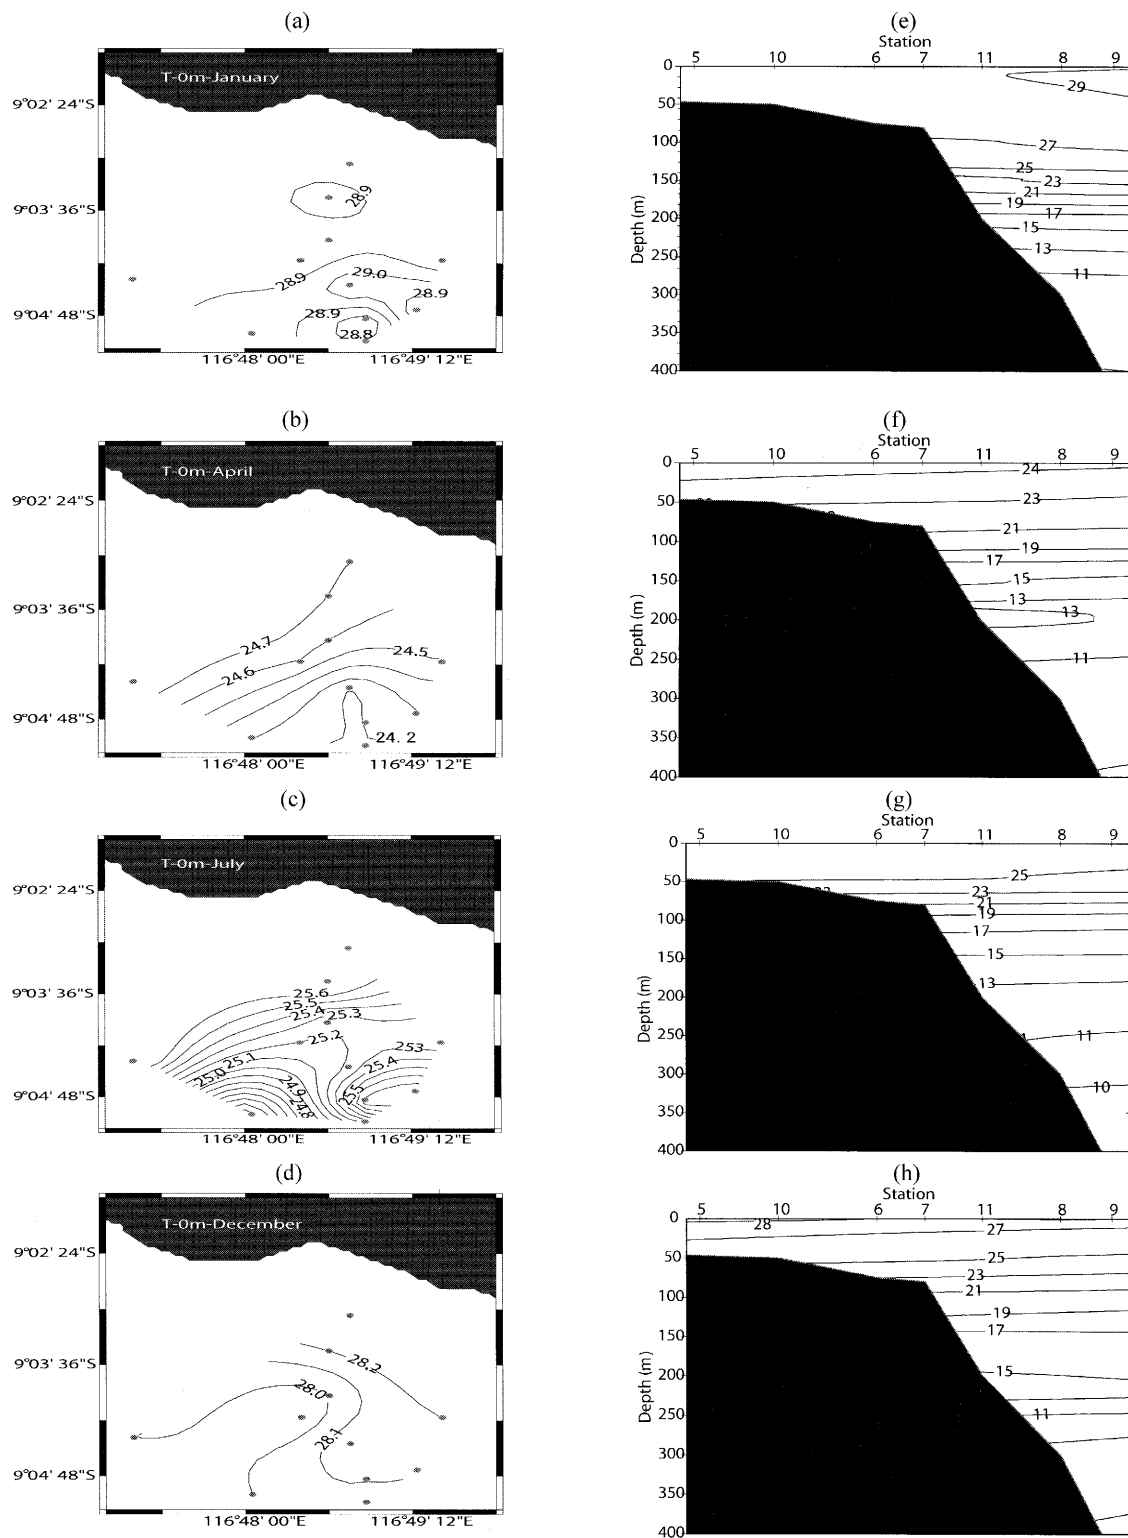 (a)
T-0m-January
9°02' 24"S
9°03' 36"S
9°04' 48"S
28.9
28.9
29.0
28.9
28.9
28.8
116°48' 00"E 116°49' 12"E
(e)
Station
5 10 6 7 11 8 9
Depth (m)
0
50
100
150
200
250
300
350
400
29
27
25
23
21
19
17
15
13
11
(b)
T-0m-April
9°02' 24"S
9°03' 36"S
9°04' 48"S
24.7
24.6
24.5
24. 2
116°48' 00"E 116°49' 12"E
(f)
Station
5 10 6 7 11 8 9
Depth (m)
0
50
100
150
200
250
300
350
400
24
23
21
19
17
15
13
13
11
(c)
T-0m-July
9°02' 24"S
9°03' 36"S
9°04' 48"S
25.6
25.5
25.4
25.3
25.2
253
25.1
25.4
25.0
24.9
25.5
24.8
116°48' 00"E 116°49' 12"E
(g)
Station
5 10 6 7 11 8 9
Depth (m)
0
50
100
150
200
250
300
350
400
25
23
21
19
17
15
13
11
10
(d)
T-0m-December
9°02' 24"S
9°03' 36"S
9°04' 48"S
28.2
28.0
28.1
116°48' 00"E 116°49' 12"E
(h)
Station
5 10 6 7 11 8 9
Depth (m)
0
50
100
150
200
250
300
350
400
28
27
25
23
21
19
17
15
11